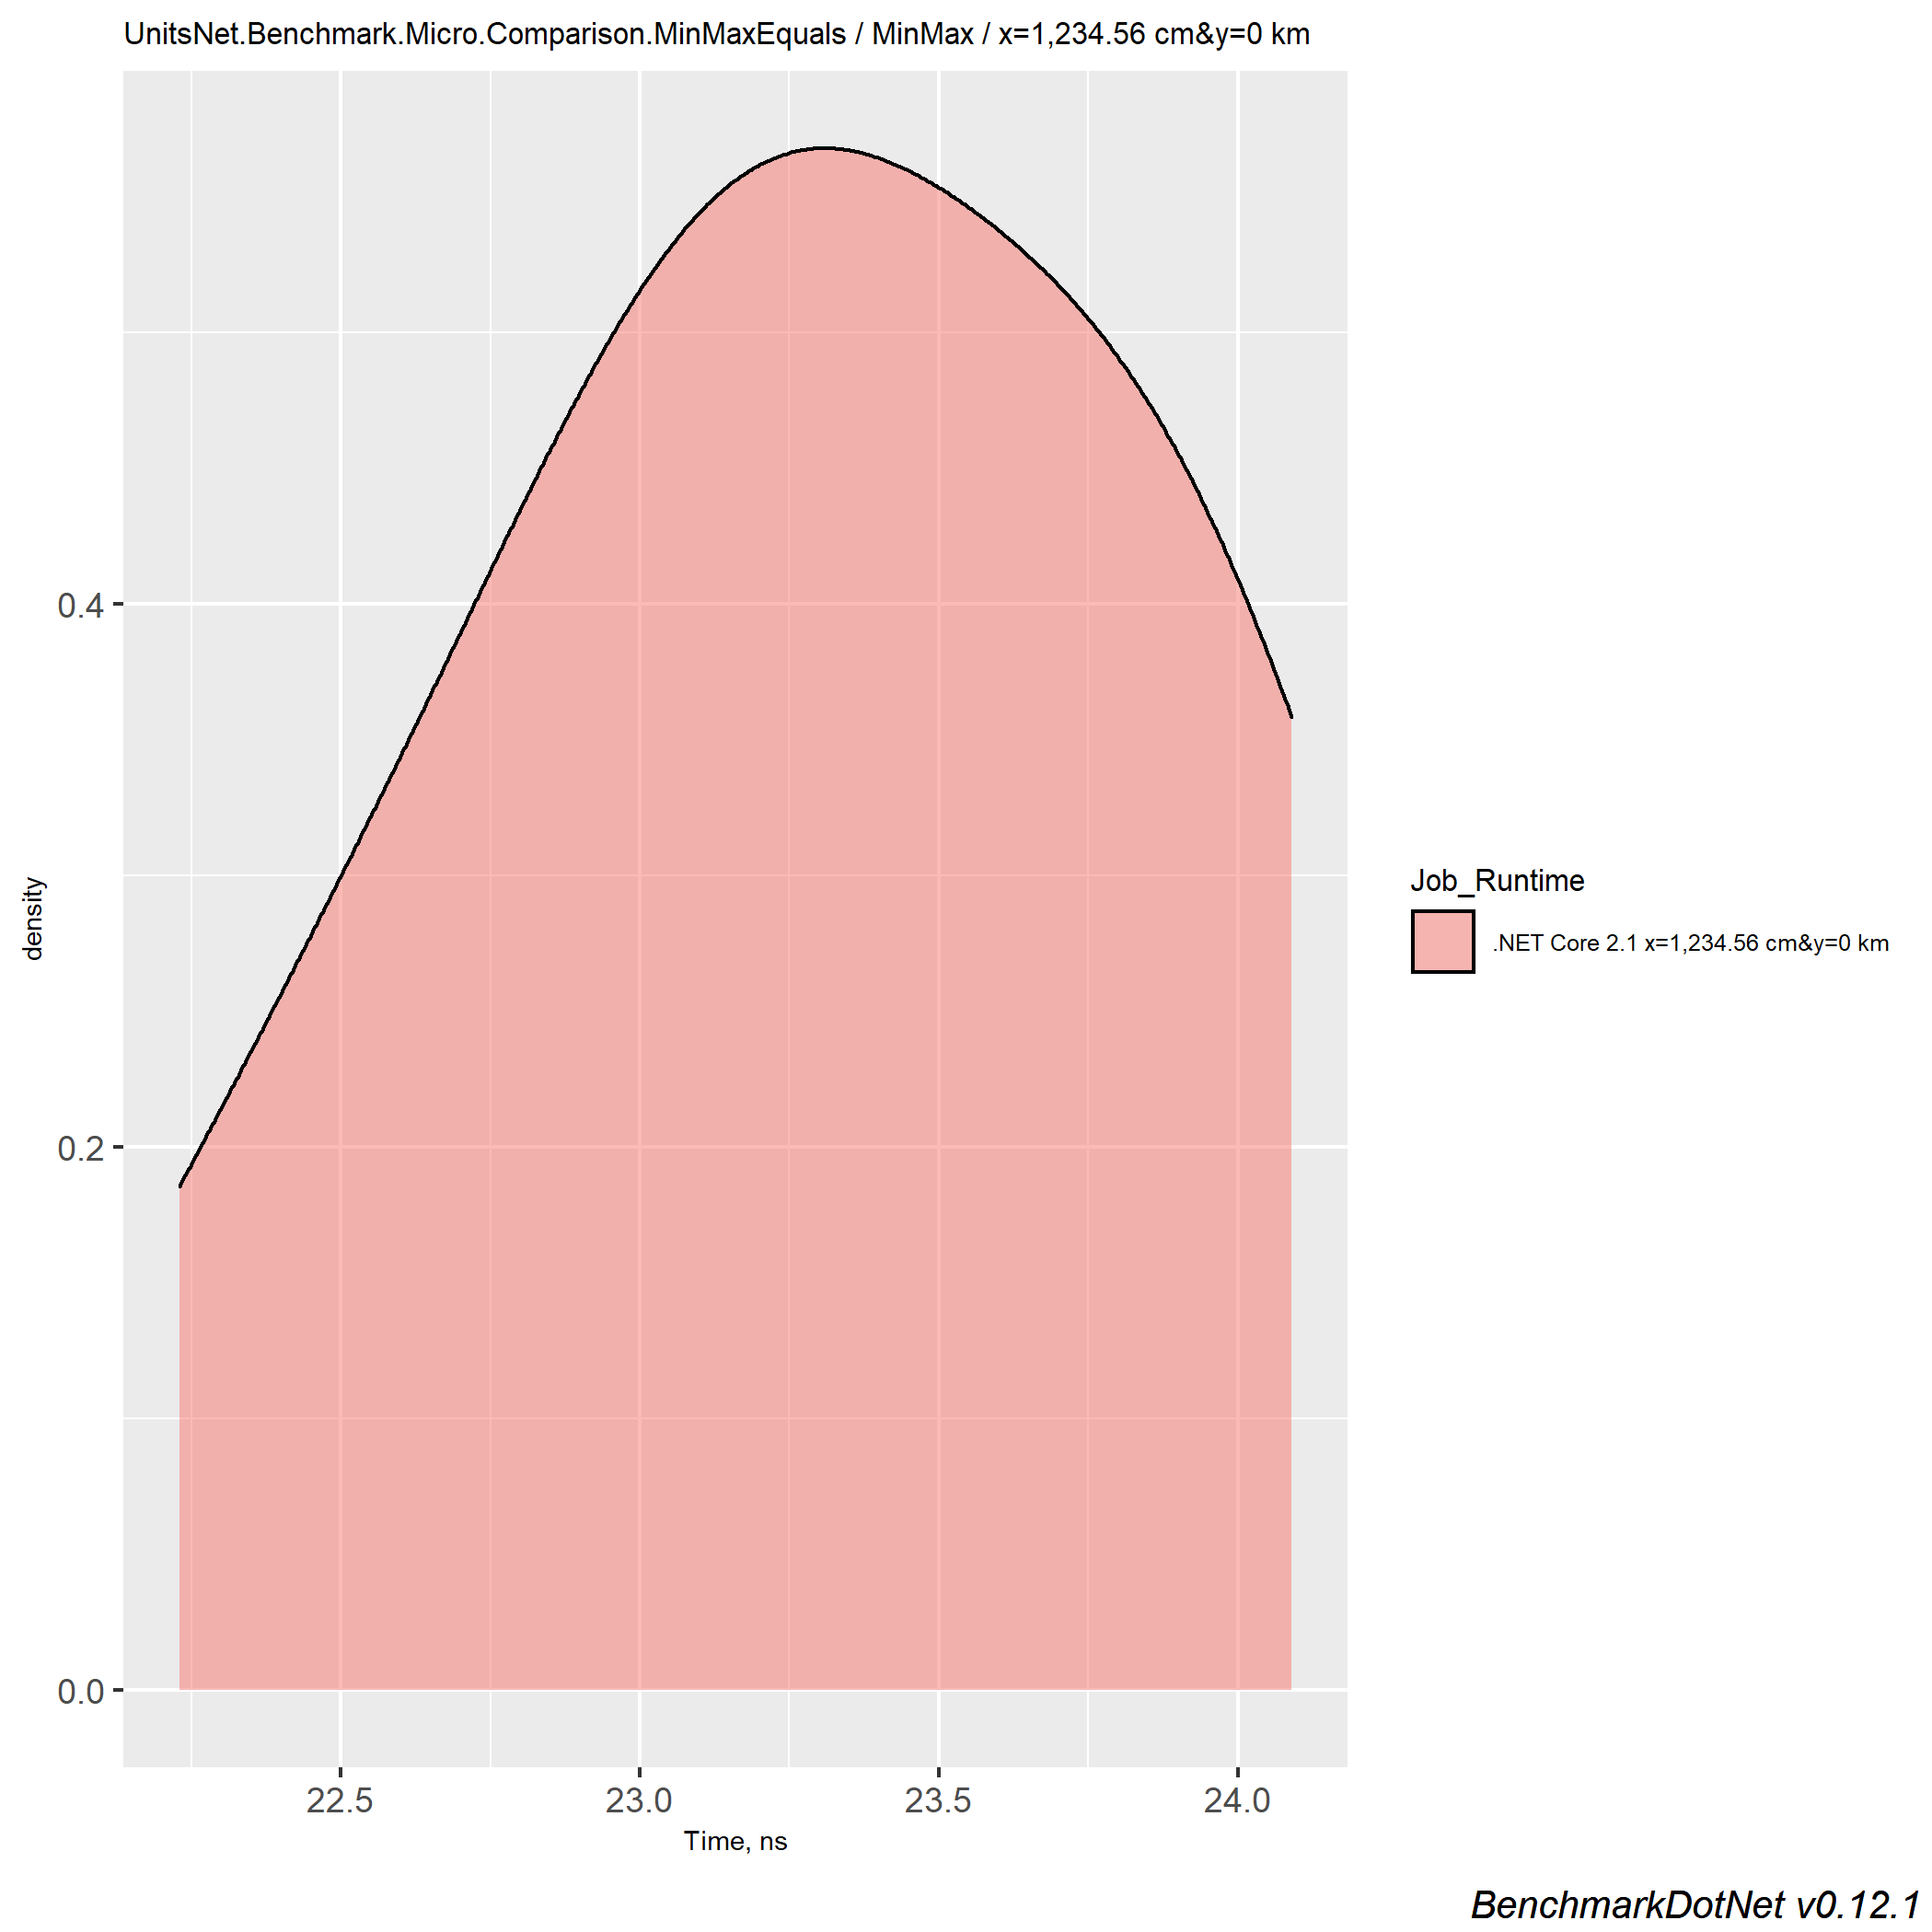 UnitsNet.Benchmark.Micro.Comparison.MinMaxEquals / MinMax / x=1,234.56 cm&y=0 km
density
0.4
0.2
0.0
22.5 23.0 23.5 24.0
Time, ns
Job_Runtime
.NET Core 2.1 x=1,234.56 cm&y=0 km
BenchmarkDotNet v0.12.1